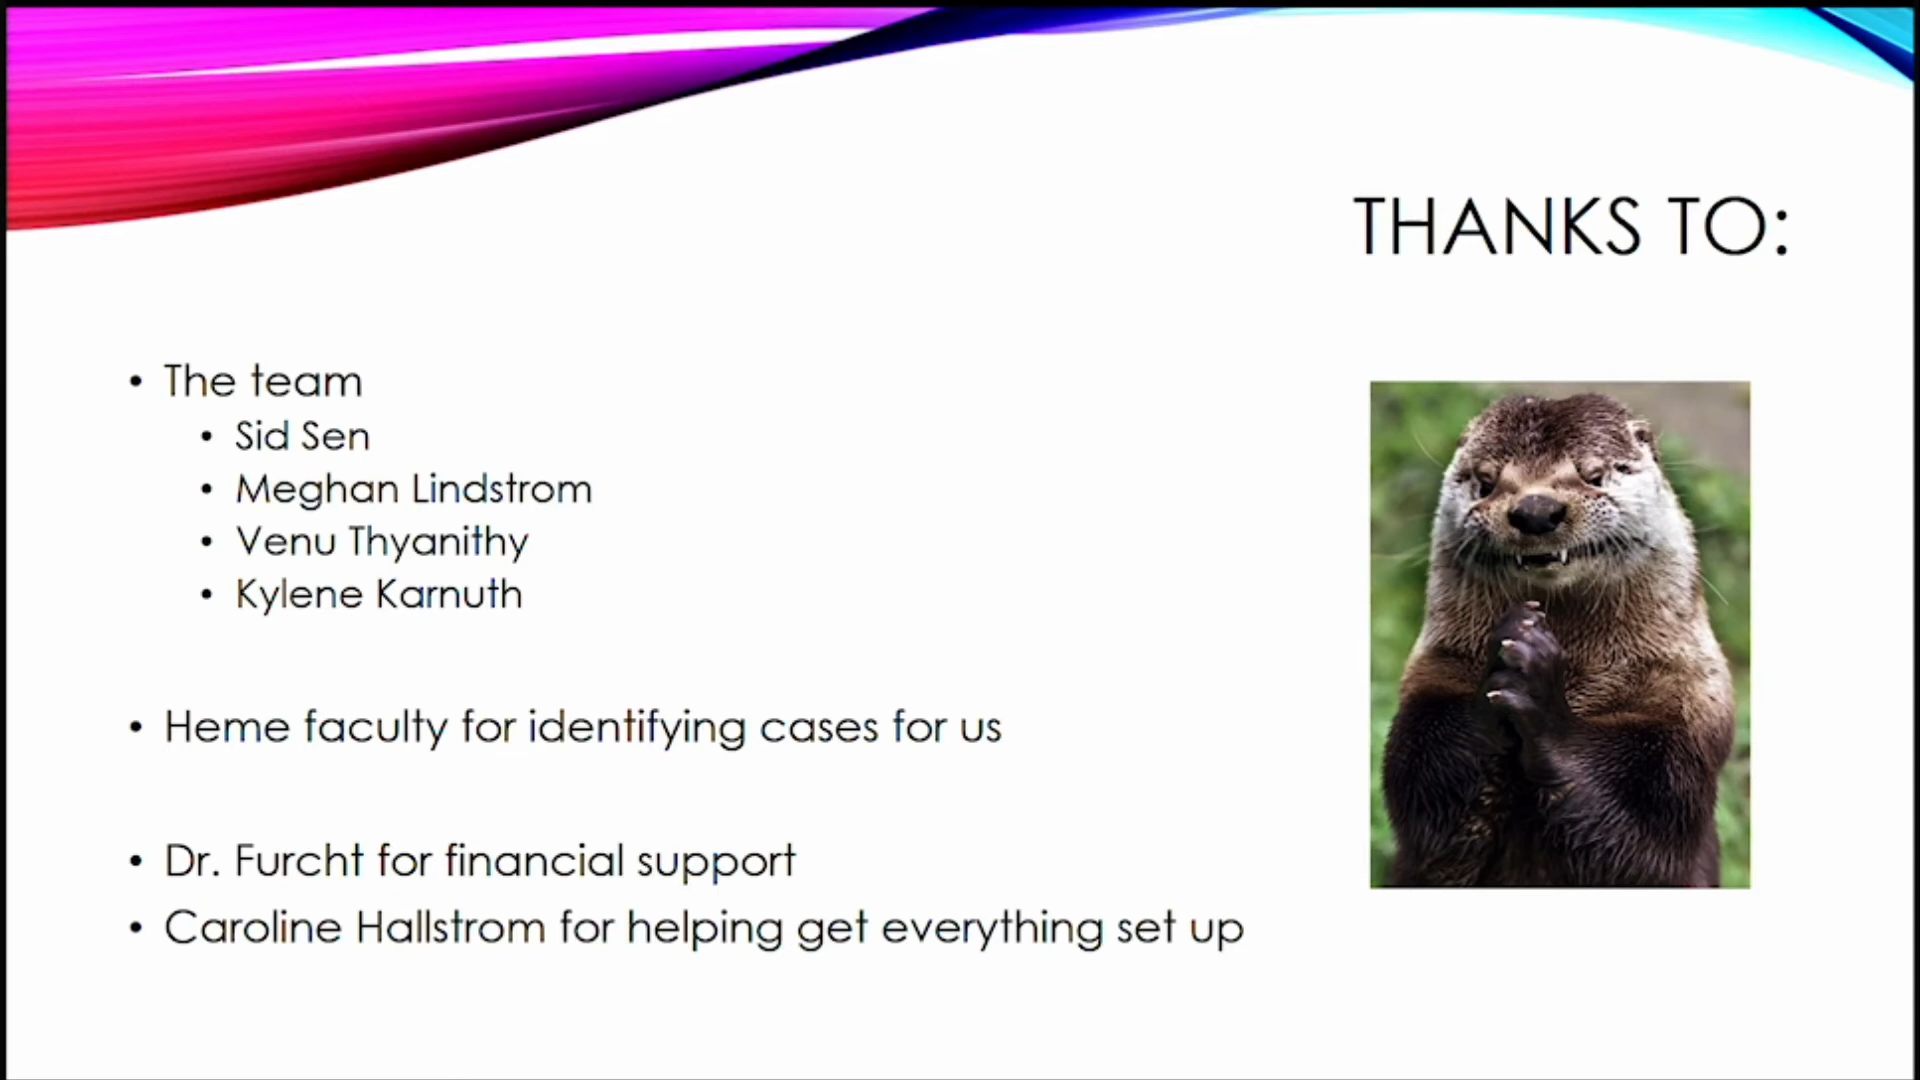 THANKS TO:
• The team
• Sid Sen
• Meghan Lindstrom
• Venu Thyanithy
• Kylene Karnuth
• Heme faculty for identifying cases for us
• Dr. Furcht for financial support
• Caroline Hallstrom for helping get everything set up